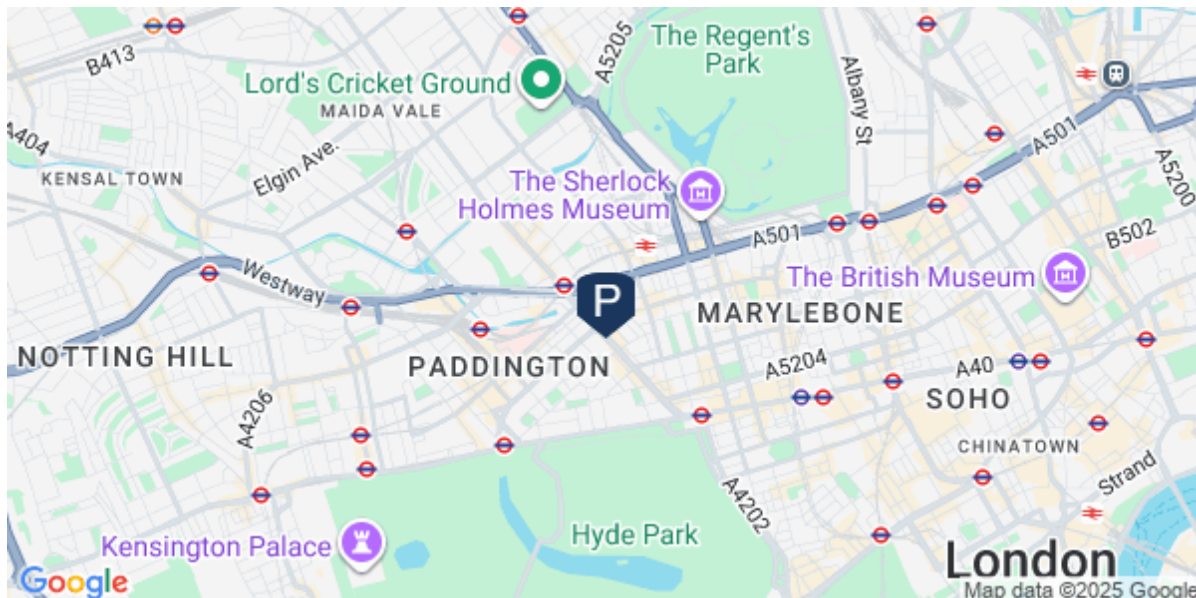 B413
A5205
The Regent's
Park
Lord's Cricket Ground
MAIDA VALE
Albany St
A404
A501
Elgin Ave.
KENSAL TOWN
A5200
The Sherlock
Holmes Museum
A501
B502
Westway
The British Museum
P
MARYLEBONE
NOTTING HILL
PADDINGTON
A5204
A40
SOHO
A4206
CHINATOWN
Strand
A4202
Hyde Park
Kensington Palace
London
Google
Map data ©2025 Google